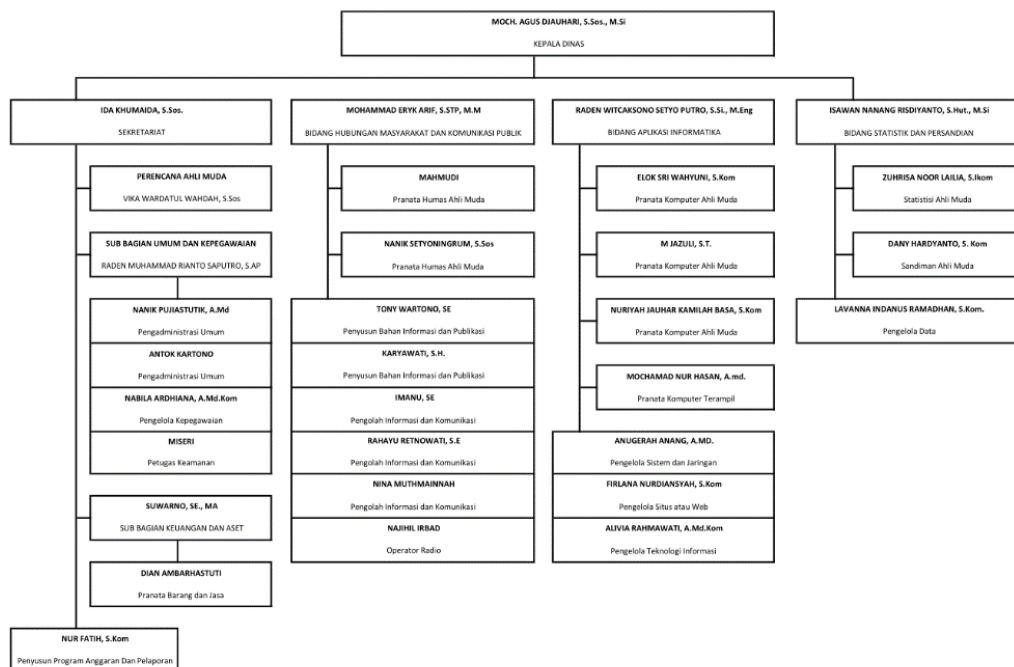 MOCH. AGUS DJAUHARI, S.Sos., M.Si
KEPALA DINAS
IDA KHUMAIDA, S.Sos.
SEKRETARIAT
PERENCANA AHLI MUDA
VIKA WARDATUL WAHDAH, S.Sos
SUB BAGIAN UMUM DAN KEPEGAWAIAN
RADEN MUHAMMAD RIANTO SAPUTRO, S.AP
NANIK PUJIASTUTIK, A.Md
Pengadministrasi Umum
ANTOK KARTONO
Pengadministrasi Umum
NABILA ARDHIANA, A.Md.Kom
Pengelola Kepegawaian
MISERI
Petugas Keamanan
SUWARNO, SE., MA
SUB BAGIAN KEUANGAN DAN ASET
DIAN AMBARHASTUTI
Pranata Barang dan Jasa
NUR FATIH, S.Kom
Penyusun Program Anggaran Dan Pelaporan
MOHAMMAD ERYK ARIF, S.STP, M.M
BIDANG HUBUNGAN MASYARAKAT DAN KOMUNIKASI PUBLIK
MAHMUDI
Pranata Humas Ahli Muda
NANIK SETYONINGRUM, S.Sos
Pranata Humas Ahli Muda
TONY WARTONO, SE
Penyusun Bahan Informasi dan Publikasi
KARYAWATI, S.H.
Penyusun Bahan Informasi dan Publikasi
IMANU, SE
Pengolah Informasi dan Komunikasi
RAHAYU RETNOWATI, S.E
Pengolah Informasi dan Komunikasi
NINA MUTHMAINNAH
Pengolah Informasi dan Komunikasi
NAJIHIL IRBAD
Operator Radio
RADEN WITCAKSONO SETYO PUTRO, S.Si., M.Eng
BIDANG APLIKASI INFORMATIKA
ELOK SRI WAHYUNI, S.Kom
Pranata Komputer Ahli Muda
M JAZULI, S.T.
Pranata Komputer Ahli Muda
NURIYAH JAUHAR KAMILAH BASA, S.Kom
Pranata Komputer Ahli Muda
MOCHAMAD NUR HASAN, A.md.
Pranata Komputer Terampil
ANUGERAH ANANG, A.MD.
Pengelola Sistem dan Jaringan
FIRLANA NURDIANSYAH, S.Kom
Pengelola Situs atau Web
ALIVIA RAHMAWATI, A.Md.Kom
Pengelola Teknologi Informasi
ISAWAN NANANG RISDIYANTO, S.Hut., M.Si
BIDANG STATISTIK DAN PERSANDIAN
ZUHRISA NOOR LAILIA, S.Ikom
Statistisi Ahli Muda
DANY HARDYANTO, S. Kom
Sandiman Ahli Muda
LAVANNA INDANUS RAMADHAN, S.Kom.
Pengelola Data